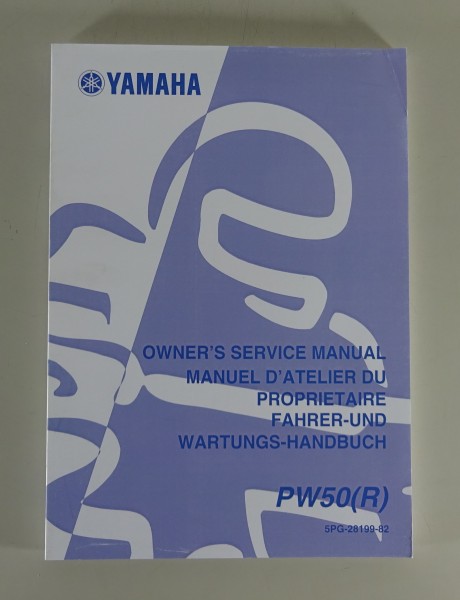 YAMAHA
OWNER'S SERVICE MANUAL
MANUEL D'ATELIER DU
PROPRIETAIRE
FAHRER-UND
WARTUNGS-HANDBUCH
PW50(R)
5PG-28199-82